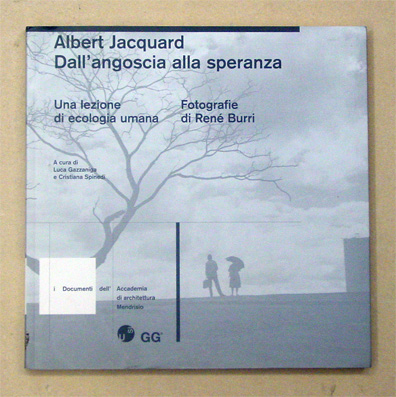 Albert Jacquard
Dall'angoscia alla speranza
Una lezione
di ecologia umana
Fotografie
di René Burri
A cura di
Luca Gazzaniga
e Cristiana Spinedi
i Documenti dell' Accademia
di architettura
Mendrisio
GG